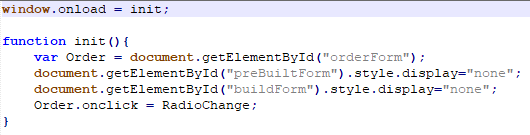 window.onload = init;
function init(){
var Order = document.getElementById("orderForm");
document.getElementById("preBuiltForm").style.display="none";
document.getElementById("buildForm").style.display="none";
Order.onclick = RadioChange;
}